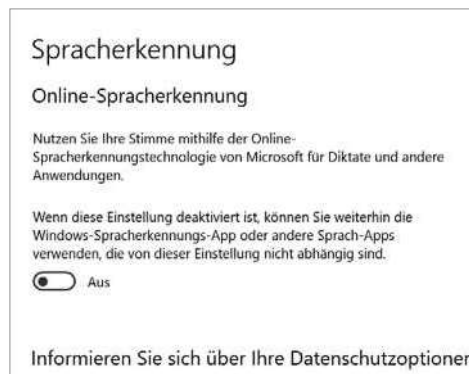 Spracherkennung
Online-Spracherkennung
Nutzen Sie Ihre Stimme mithilfe der Online-
Spracherkennungstechnologie von Microsoft für Diktate und andere
Anwendungen.
Wenn diese Einstellung deaktiviert ist, können Sie weiterhin die
Windows-Spracherkennungs-App oder andere Sprach-Apps
verwenden, die von dieser Einstellung nicht abhängig sind.
Aus
Informieren Sie sich über Ihre Datenschutzoptionen